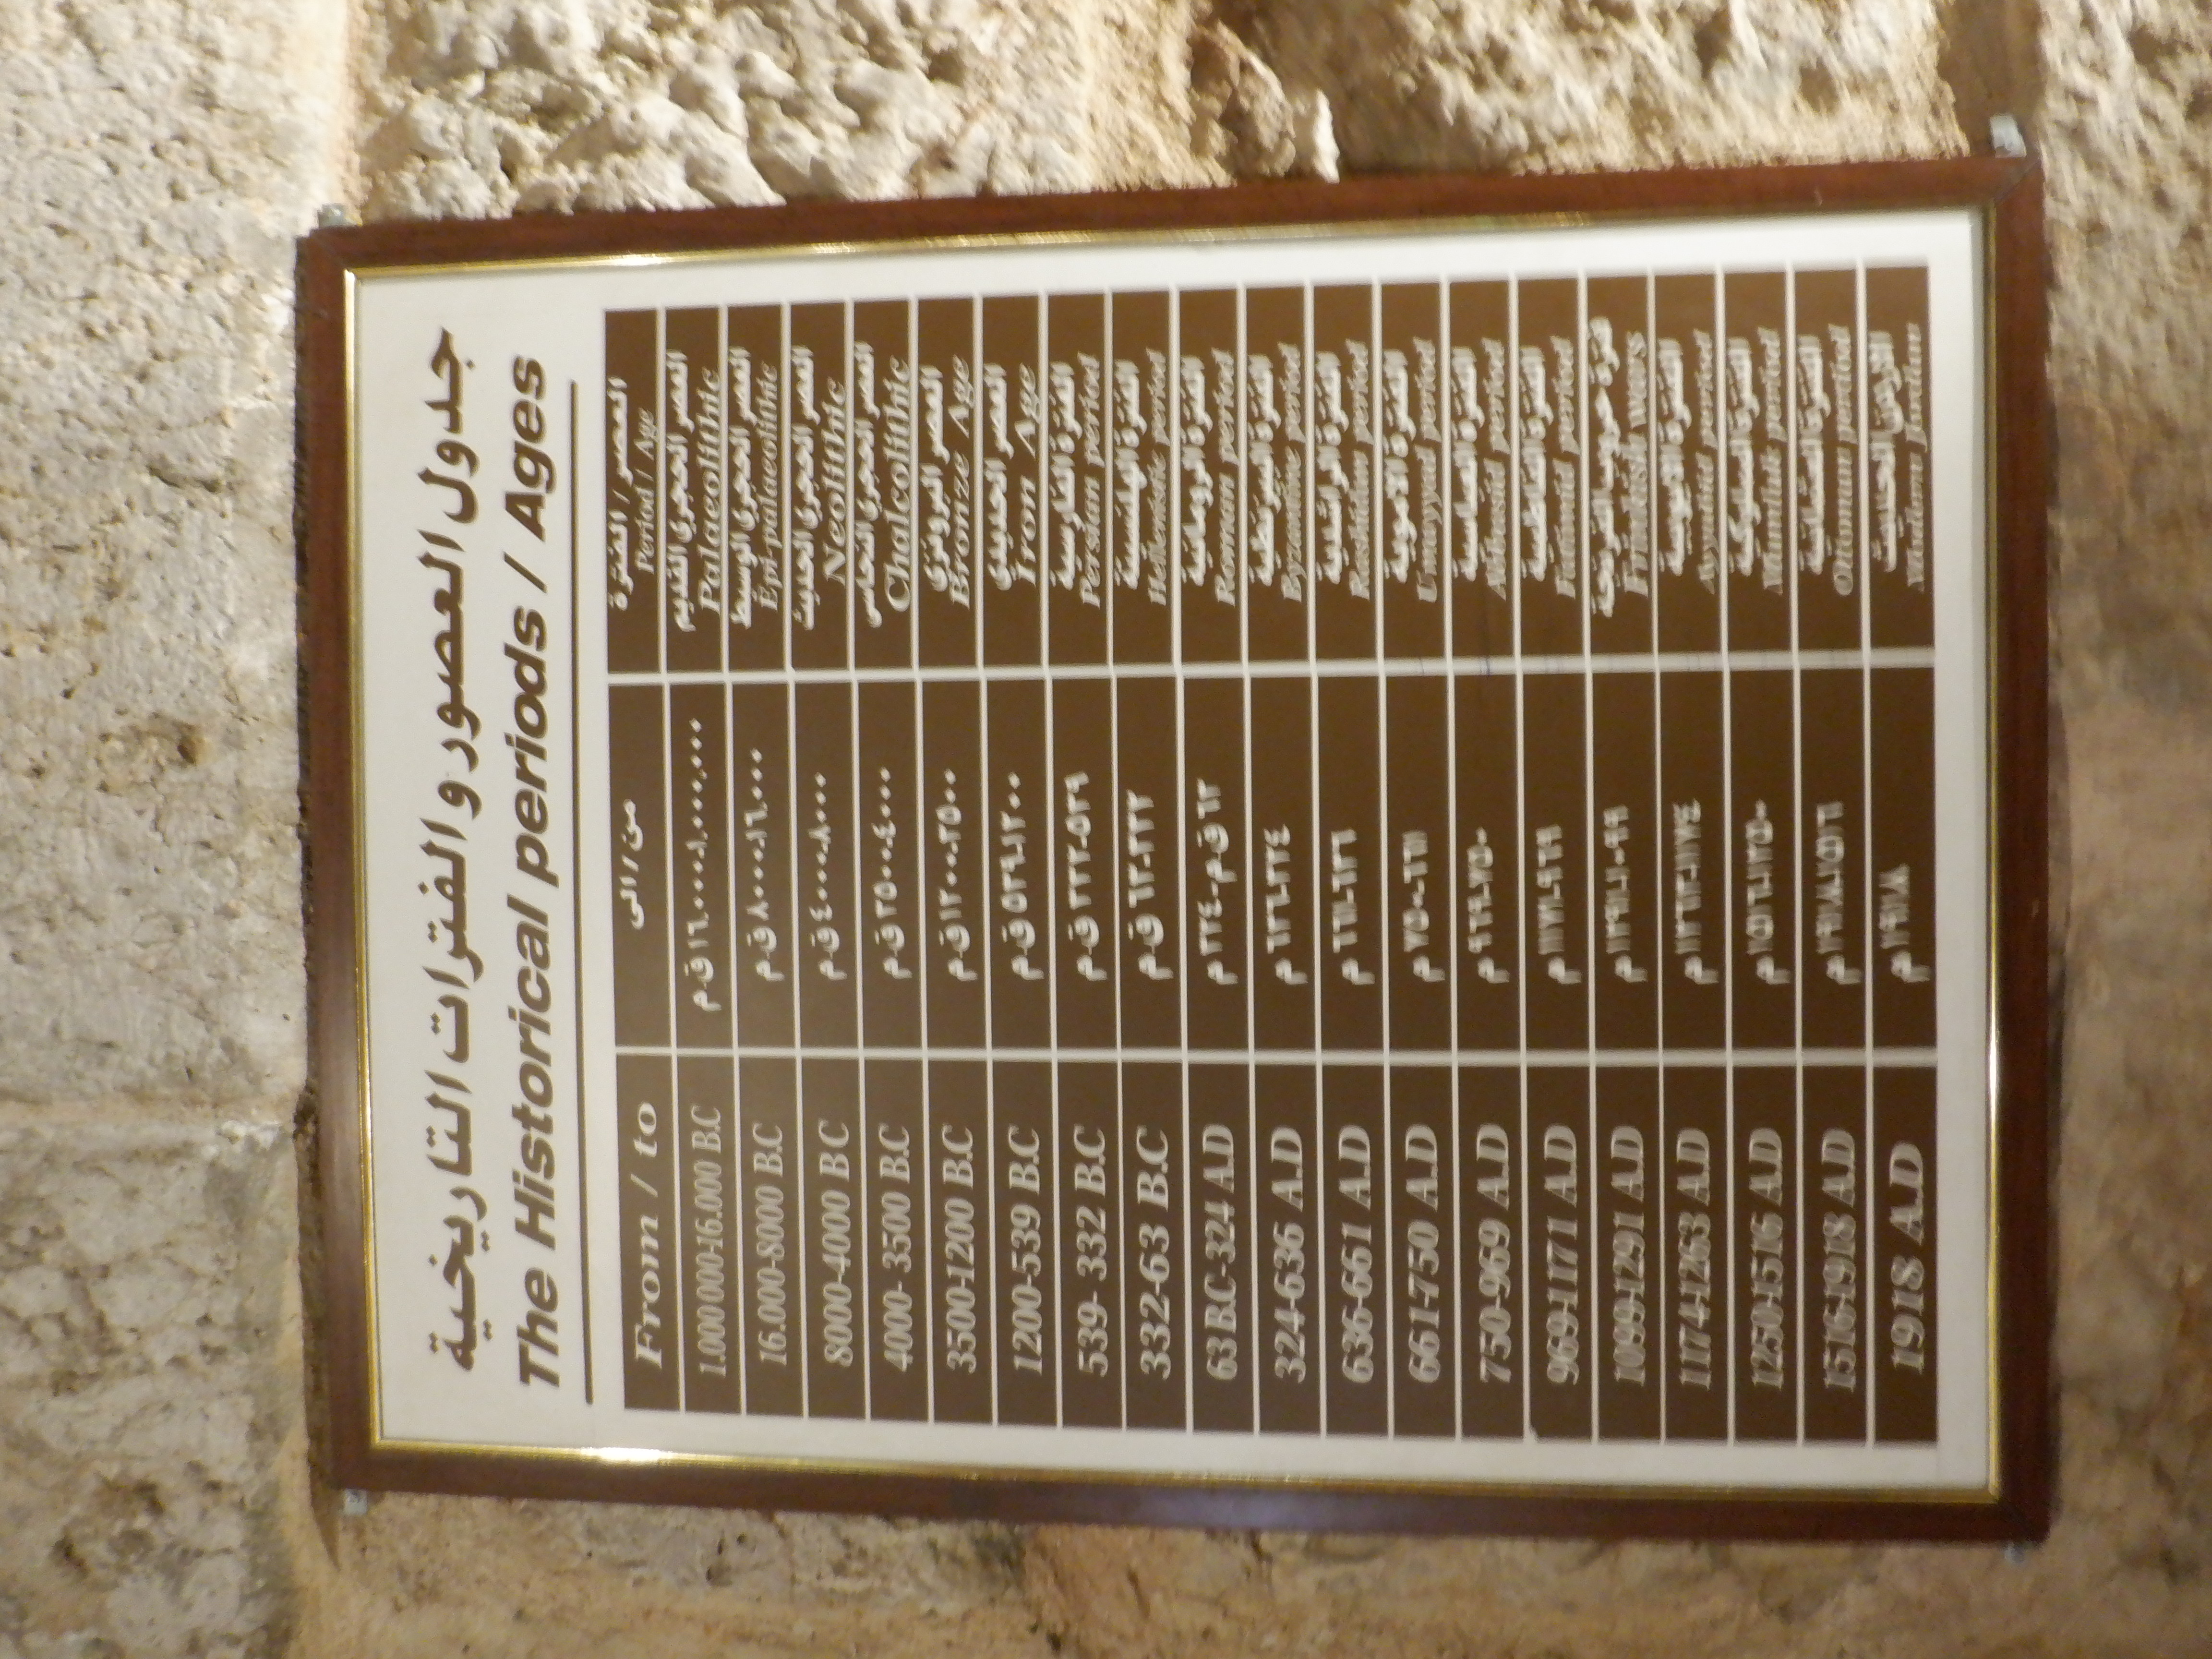 جدول العصور و الفترات التاريخية
The Historical periods / Ages
From / to من / الى العصر / الفترة
Period / Age
1.000000-16.000 B.C ١٦.٠٠٠-١.٠٠٠.٠٠٠ ق.م العصر الحجري القديم
Palaeolithic
16.000-8000 B.C ٨٠٠٠-١٦.٠٠٠ ق.م العصر الحجري الوسيط
Epi-palaeolithic
8000-4000 B C ٤٠٠٠-٨٠٠٠ ق.م العصر الحجري الحديث
Neolithic
4000- 3500 B.C ٣٥٠٠-٤٠٠٠ ق.م العصر الحجري النحاسي
Chalcolithic
3500-1200 B.C ١٢٠٠-٣٥٠٠ ق.م العصر البرونزي
Bronze Age
1200-539 B.C ٥٣٩-١٢٠٠ ق.م العصر الحديدي
Iron Age
539- 332 B.C ٣٣٢-٥٣٩ ق.م الفترة الفارسية
Persian period
332-63 B.C ٦٣-٣٣٢ ق.م الفترة الهلنستية
Hellenistic period
63 B.C-324 A.D ٦٣ ق.م-٣٢٤ م الفترة الرومانية
Roman period
324-636 A.D ٦٣٦-٣٢٤ م الفترة البيزنطية
Byzantine period
636-661 A.D ٦٦١-٦٣٦ م الفترة الراشدية
Rashidan period
661-750 A.D ٧٥٠-٦٦١ م الفترة الاموية
Umayyad period
750-969 A.D ٩٦٩-٧٥٠ م الفترة العباسية
Abbasid period
969-1171 A.D ١١٧١-٩٦٩ م الفترة الفاطمية
Fatimid period
1099-1291 A.D ١٢٩١-١٠٩٩ م فترة حروب الفرنجة
wars
1174-1263 A.D ١٢٦٣-١١٧٤ م الفترة الايوبية
Ayyubid period
1250-1516 A.D ١٥١٦-١٢٥٠ م الفترة المملوكية
Mamluk period
1516-1918 A.D ١٩١٨-١٥١٦ م الفترة العثمانية
Ottoman period
1918 A.D ١٩١٨ م الاردن الحديث
Modern Jordan